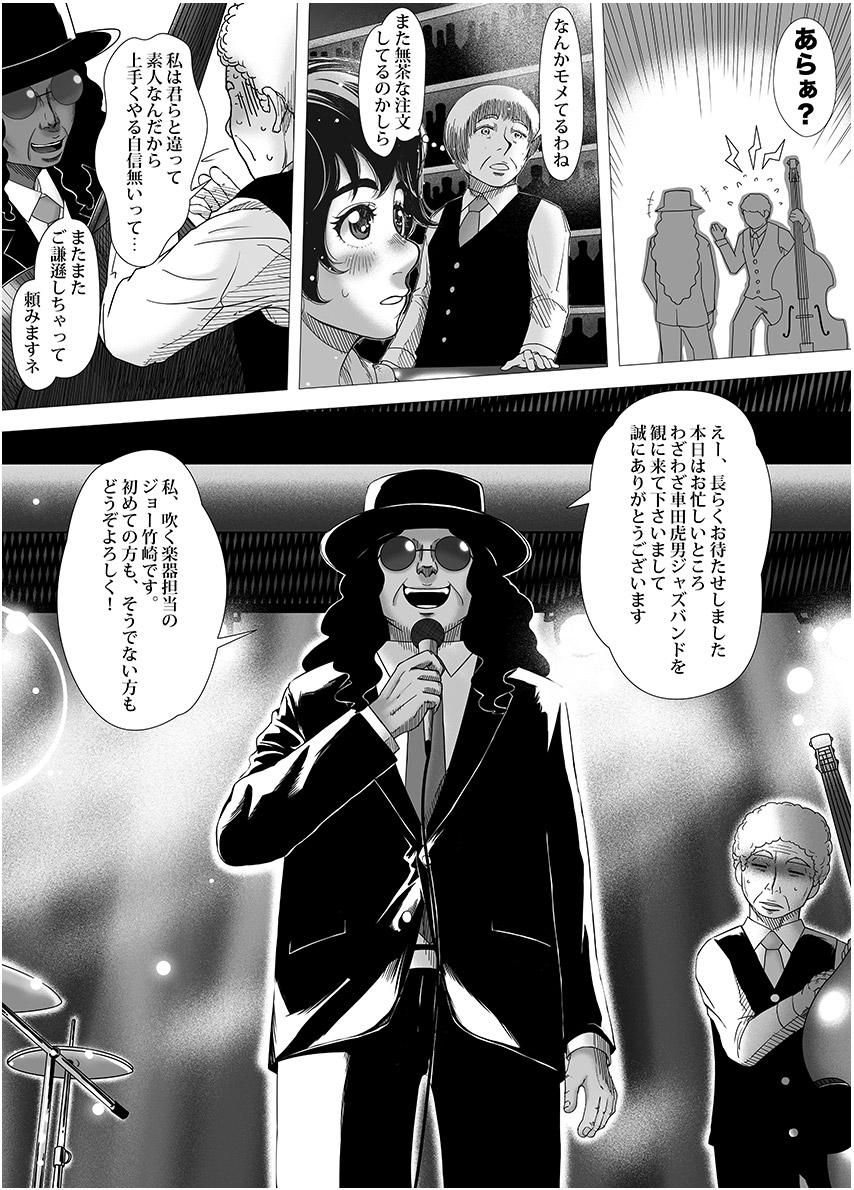 あらぁ?
なんかモメてるわね
また無茶な注文
してるのかしら
私は君らと違って
素人なんだから
上手くやる自信無いって…
またまた
ご謙遜しちゃって
頼みますネ
えー、長らくお待たせしました
本日はお忙しいところ
わざわざ車田虎男ジャズバンドを
観に来て下さいまして
誠にありがとうございます
私、吹く楽器担当の
ジョー竹崎です。
初めての方も、そうでない方も
どうぞよろしく!